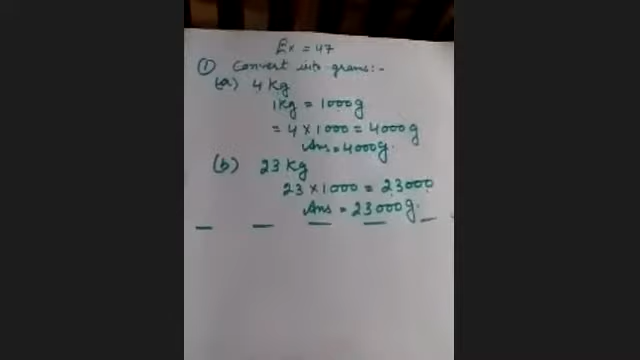 Ex = 47
① Convert into grams:-
(a) 4 Kg
1Kg = 1000g
= 4 × 1000 = 4000g
Ans = 4000g.
(b) 23 Kg
23 × 1000 = 23000
Ans = 23000g.